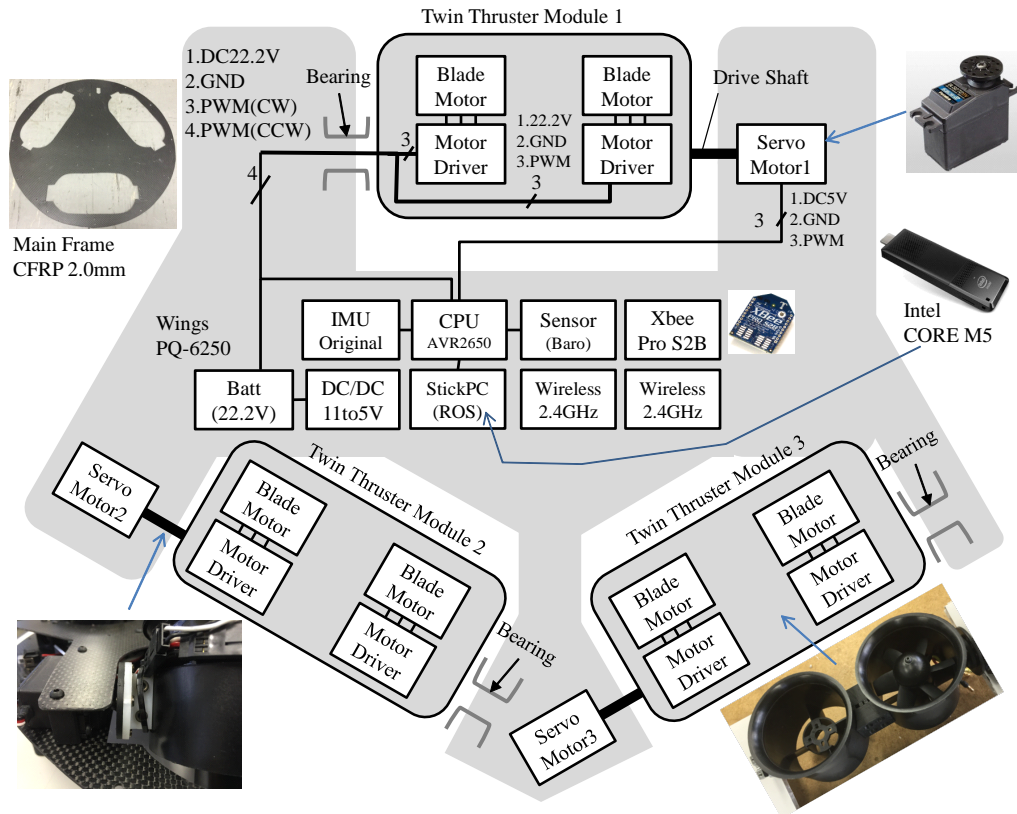 Twin Thruster Module 1
1.DC22.2V
2.GND
3.PWM(CW)
4.PWM(CCW)
Bearing
Blade
Motor
Motor
Driver
3
1.22.2V
2.GND
3.PWM
3
Blade
Motor
Motor
Driver
Drive Shaft
Servo
Motor1
1.DC5V
2.GND
3.PWM
3
4
Main Frame
CFRP 2.0mm
Intel
CORE M5
Wings
PQ-6250
IMU
Original
CPU
AVR2650
Sensor
(Baro)
Xbee
Pro S2B
XBee
Batt
(22.2V)
DC/DC
11to5V
StickPC
(ROS)
Wireless
2.4GHz
Wireless
2.4GHz
Servo
Motor2
Twin Thruster Module 2
Blade
Motor
Motor
Driver
Blade
Motor
Motor
Driver
Bearing
Twin Thruster Module 3
Blade
Motor
Motor
Driver
Blade
Motor
Motor
Driver
Bearing
Servo
Motor3